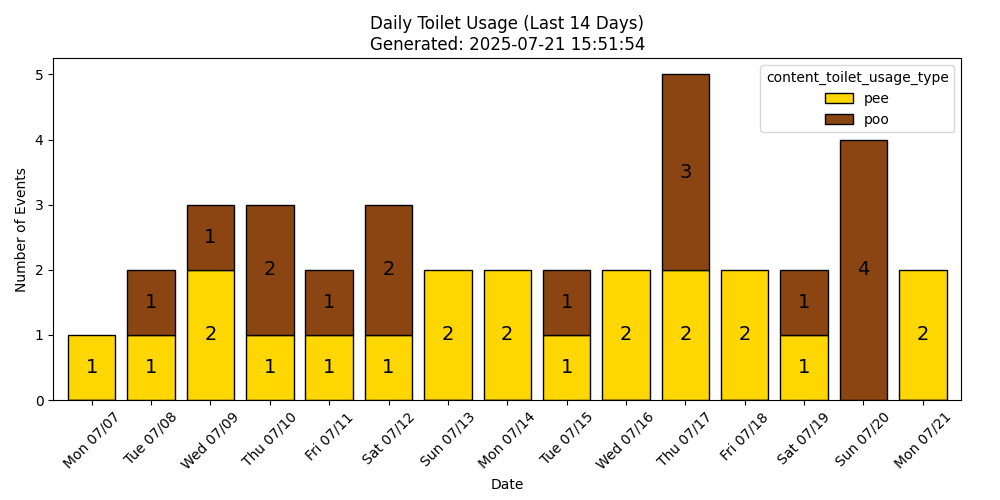 Daily Toilet Usage (Last 14 Days)
Generated: 2025-07-21 15:51:54
content_toilet_usage_type
pee
poo
Number of Events
5
4
3
2
1
0
1
1
1
2
1
1
2
1
1
1
2
2
2
1
1
2
2
3
2
1
1
4
2
Mon 07/07
Tue 07/08
Wed 07/09
Thu 07/10
Fri 07/11
Sat 07/12
Sun 07/13
Mon 07/14
Tue 07/15
Wed 07/16
Thu 07/17
Fri 07/18
Sat 07/19
Sun 07/20
Mon 07/21
Date